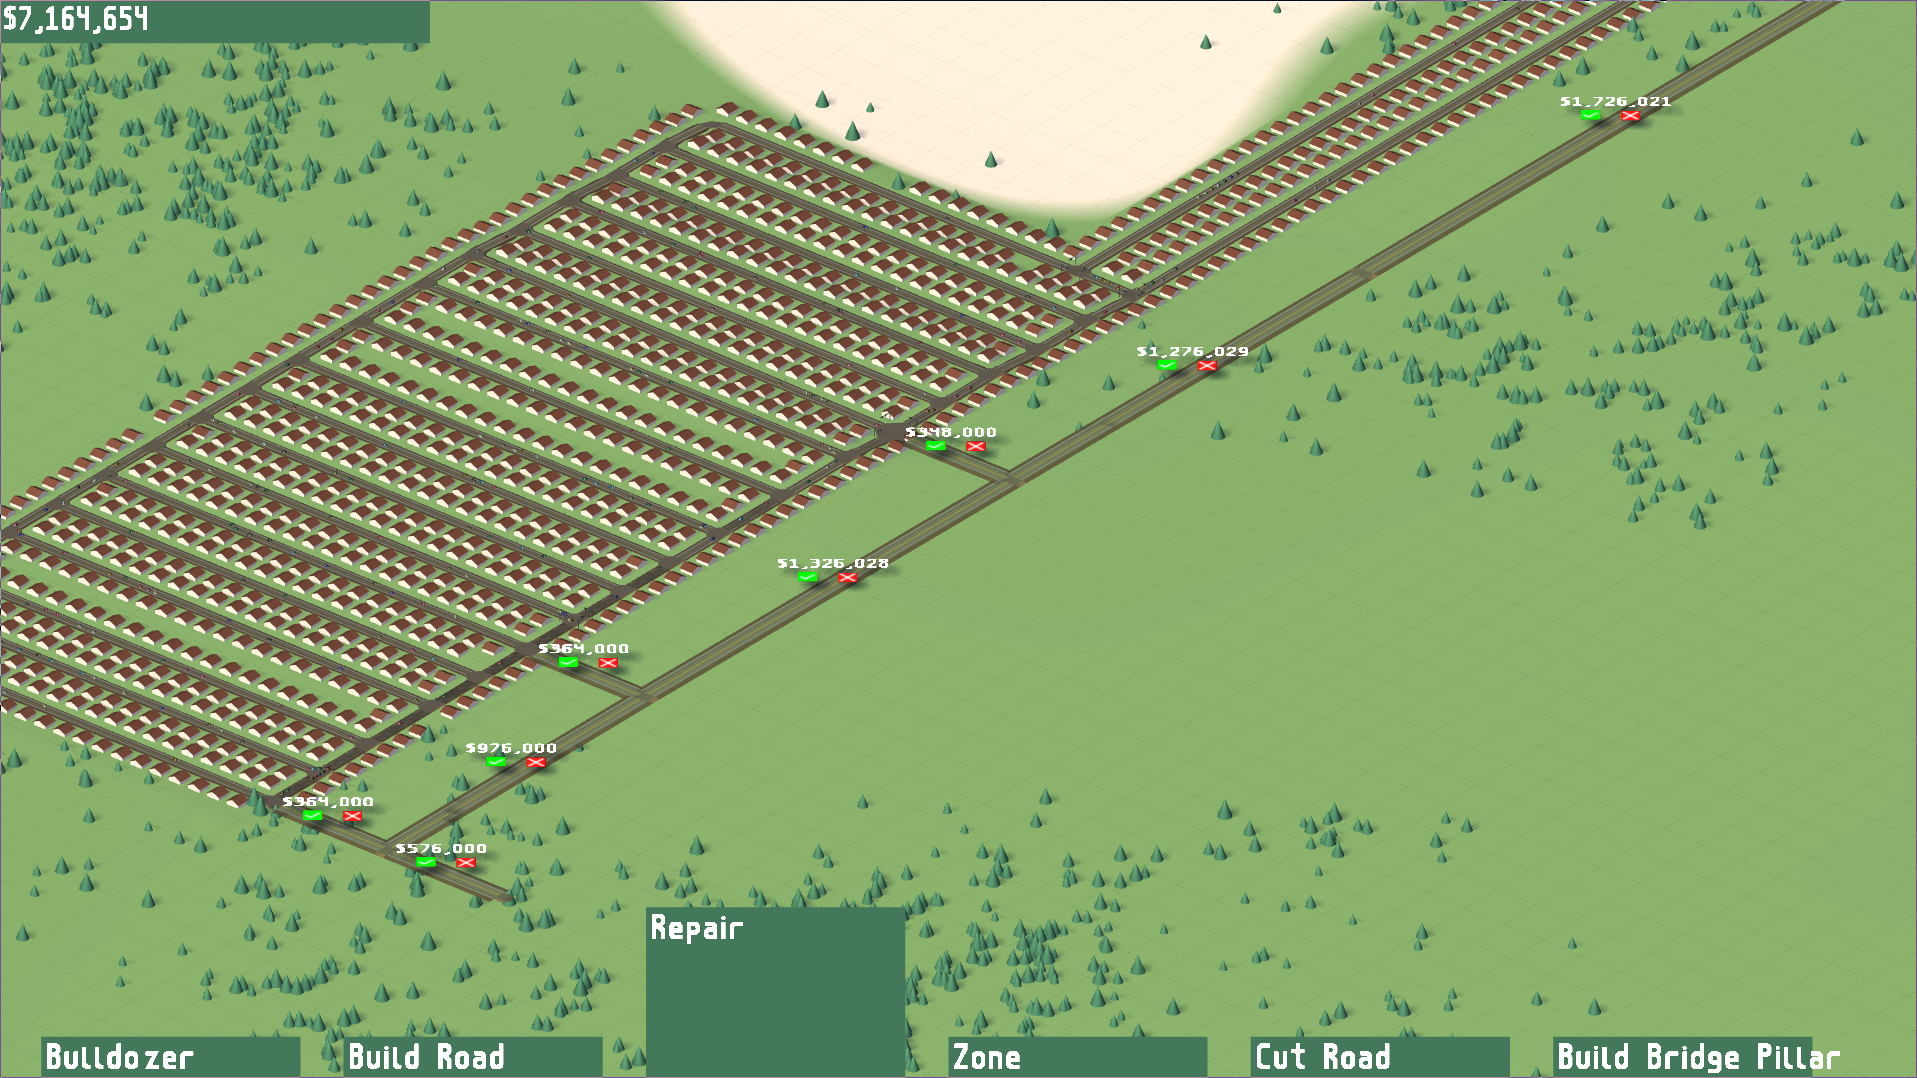 $7,164,654
$1,726,021
$1,276,029
$348,000
$1,326,028
$364,000
$976,000
$364,000
$576,000
Repair
Bulldozer
Build Road
Zone
Cut Road
Build Bridge Pillar